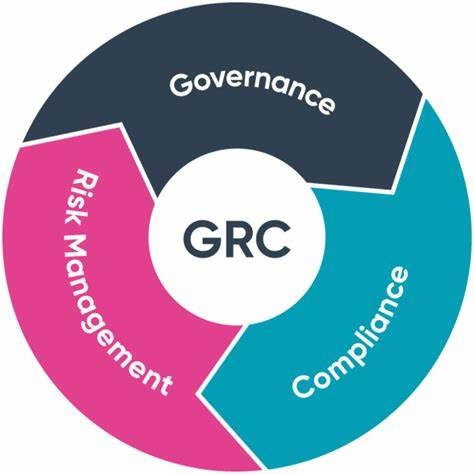 Governance
Risk Management
GRC
Compliance